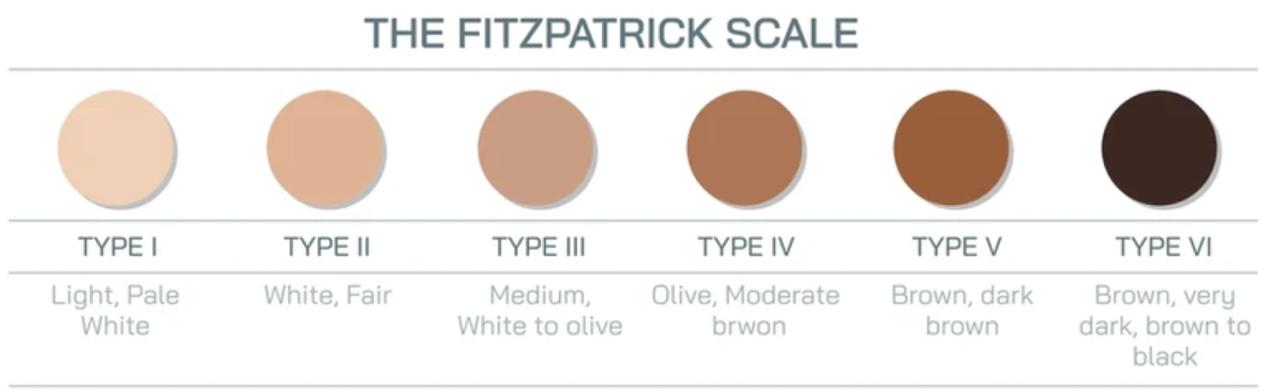 THE FITZPATRICK SCALE
TYPE I
TYPE II
TYPE III
TYPE IV
TYPE V
TYPE VI
Light, Pale
White
White, Fair
Medium,
White to olive
Olive, Moderate
brwon
Brown, dark
brown
Brown, very
dark, brown to
black